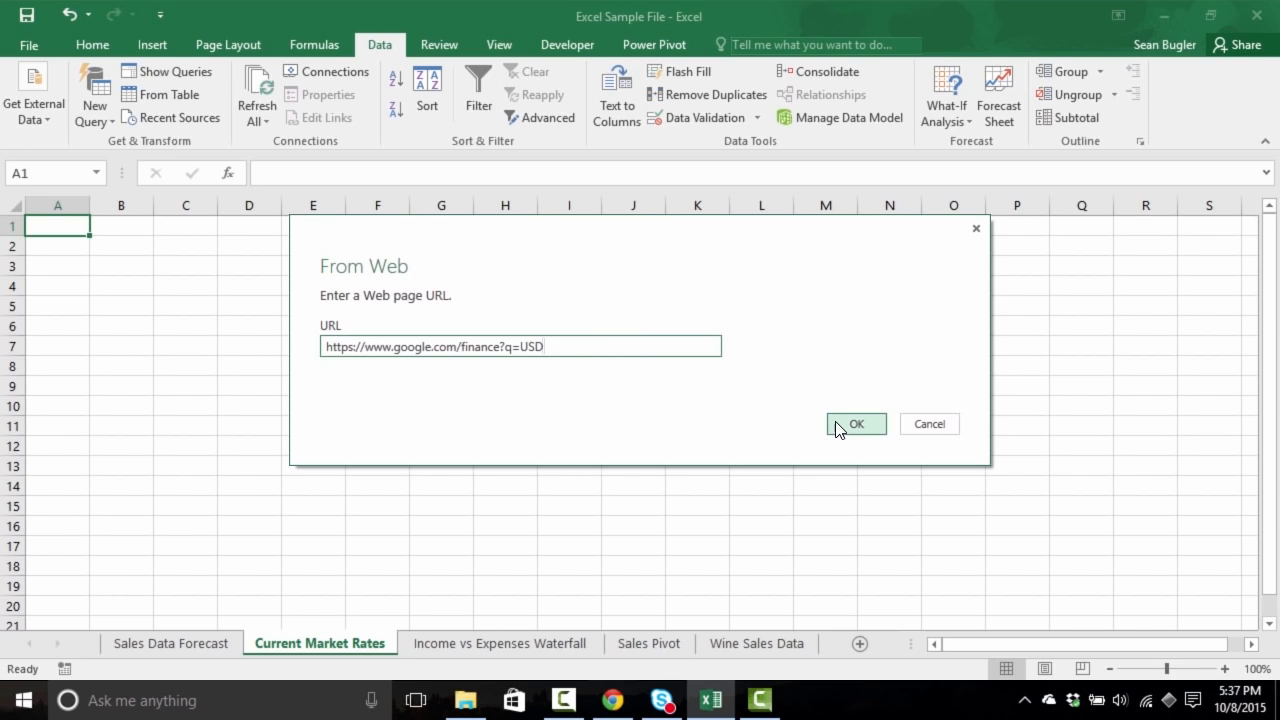 Excel Sample File - Excel
File Home Insert Page Layout Formulas Data Review View Developer Power Pivot Tell me what you want to do... Sean Bugler Share
Get External Data
New Query
Show Queries
From Table
Recent Sources
Get & Transform
Refresh All
Connections
Properties
Edit Links
Connections
Sort
Filter
Clear
Reapply
Advanced
Sort & Filter
Text to Columns
Flash Fill
Remove Duplicates
Data Validation
Consolidate
Relationships
Manage Data Model
Data Tools
What-If Analysis
Forecast Sheet
Forecast
Group
Ungroup
Subtotal
Outline
A1 fx
A B C D E F G H I J K L M N O P Q R S
1
2
3
4
5
6
7
8
9
10
11
12
13
14
15
16
17
18
19
20
21
From Web
Enter a Web page URL.
URL
https://www.google.com/finance?q=USD
OK Cancel
Sales Data Forecast Current Market Rates Income vs Expenses Waterfall Sales Pivot Wine Sales Data
Ready 100%
Ask me anything 5:37 PM
10/8/2015